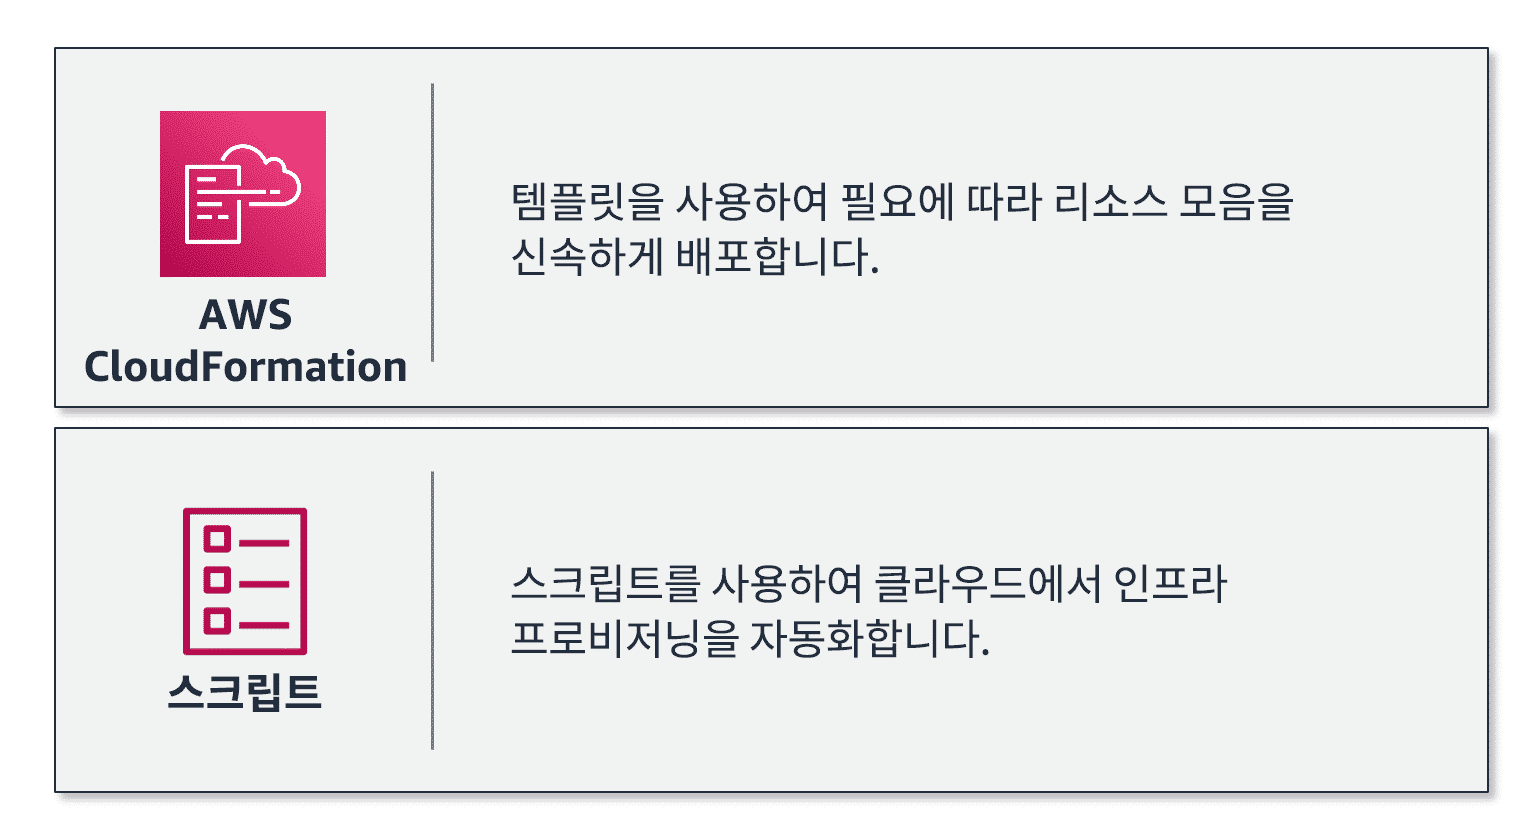 AWS
CloudFormation
템플릿을 사용하여 필요에 따라 리소스 모음을
신속하게 배포합니다.
스크립트
스크립트를 사용하여 클라우드에서 인프라
프로비저닝을 자동화합니다.